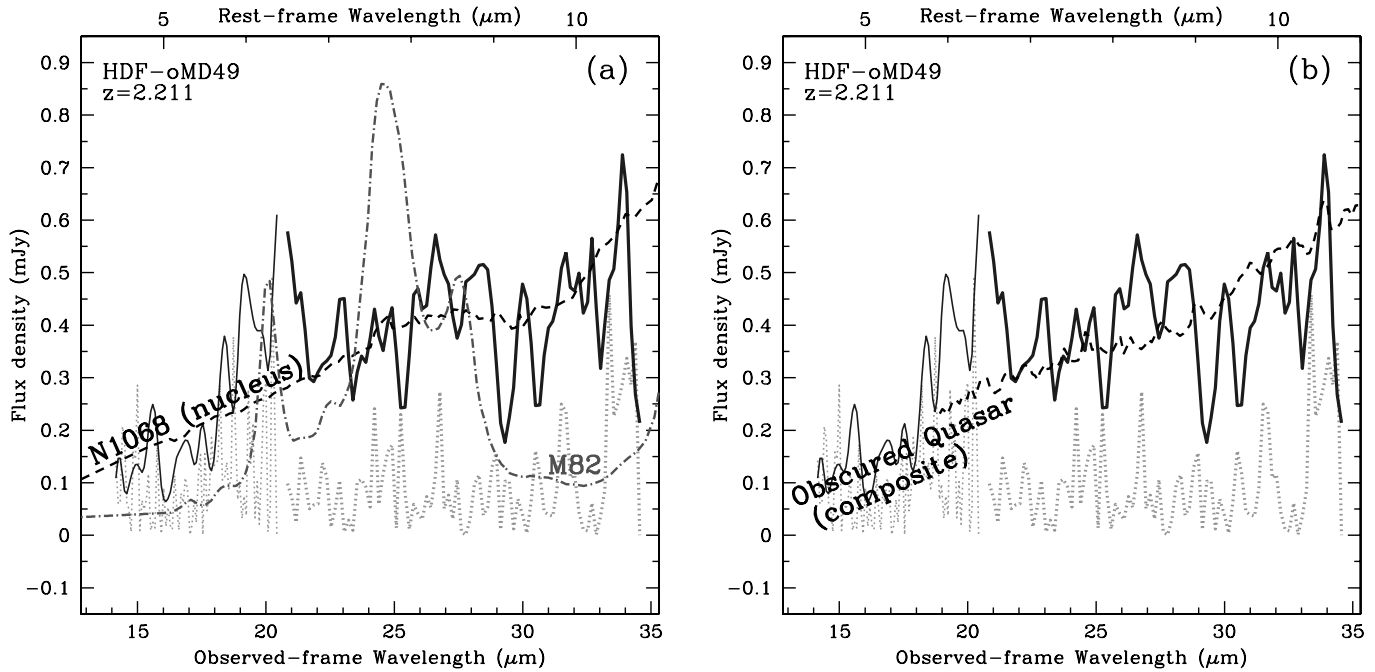 Rest-frame Wavelength (μm)
5 10
(a)
HDF-oMD49
z=2.211
0.9
0.8
0.7
0.6
0.5
0.4
0.3
0.2
0.1
0
-0.1
Flux density (mJy)
N1068 (nucleus)
M82
15 20 25 30 35
Observed-frame Wavelength (μm)
Rest-frame Wavelength (μm)
5 10
(b)
HDF-oMD49
z=2.211
0.9
0.8
0.7
0.6
0.5
0.4
0.3
0.2
0.1
0
-0.1
Flux density (mJy)
Obscured Quasar
(composite)
15 20 25 30 35
Observed-frame Wavelength (μm)